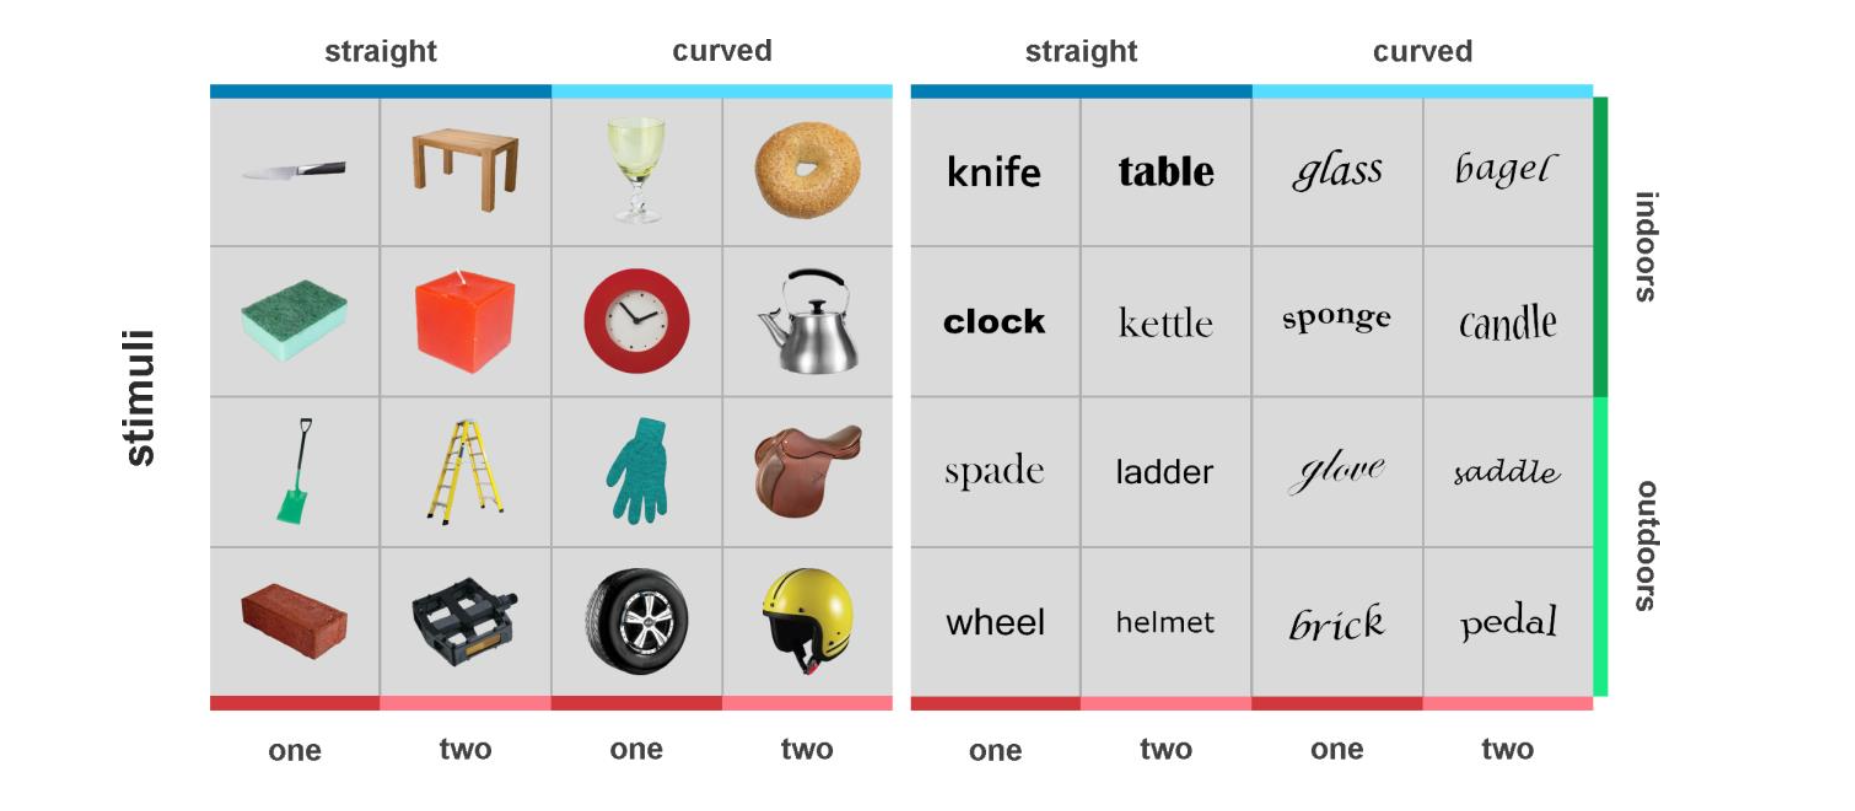 straight curved straight curved
knife table glass bagel
indoors
clock kettle sponge candle
stimuli
spade ladder glove saddle
outdoors
wheel helmet brick pedal
one two one two one two one two